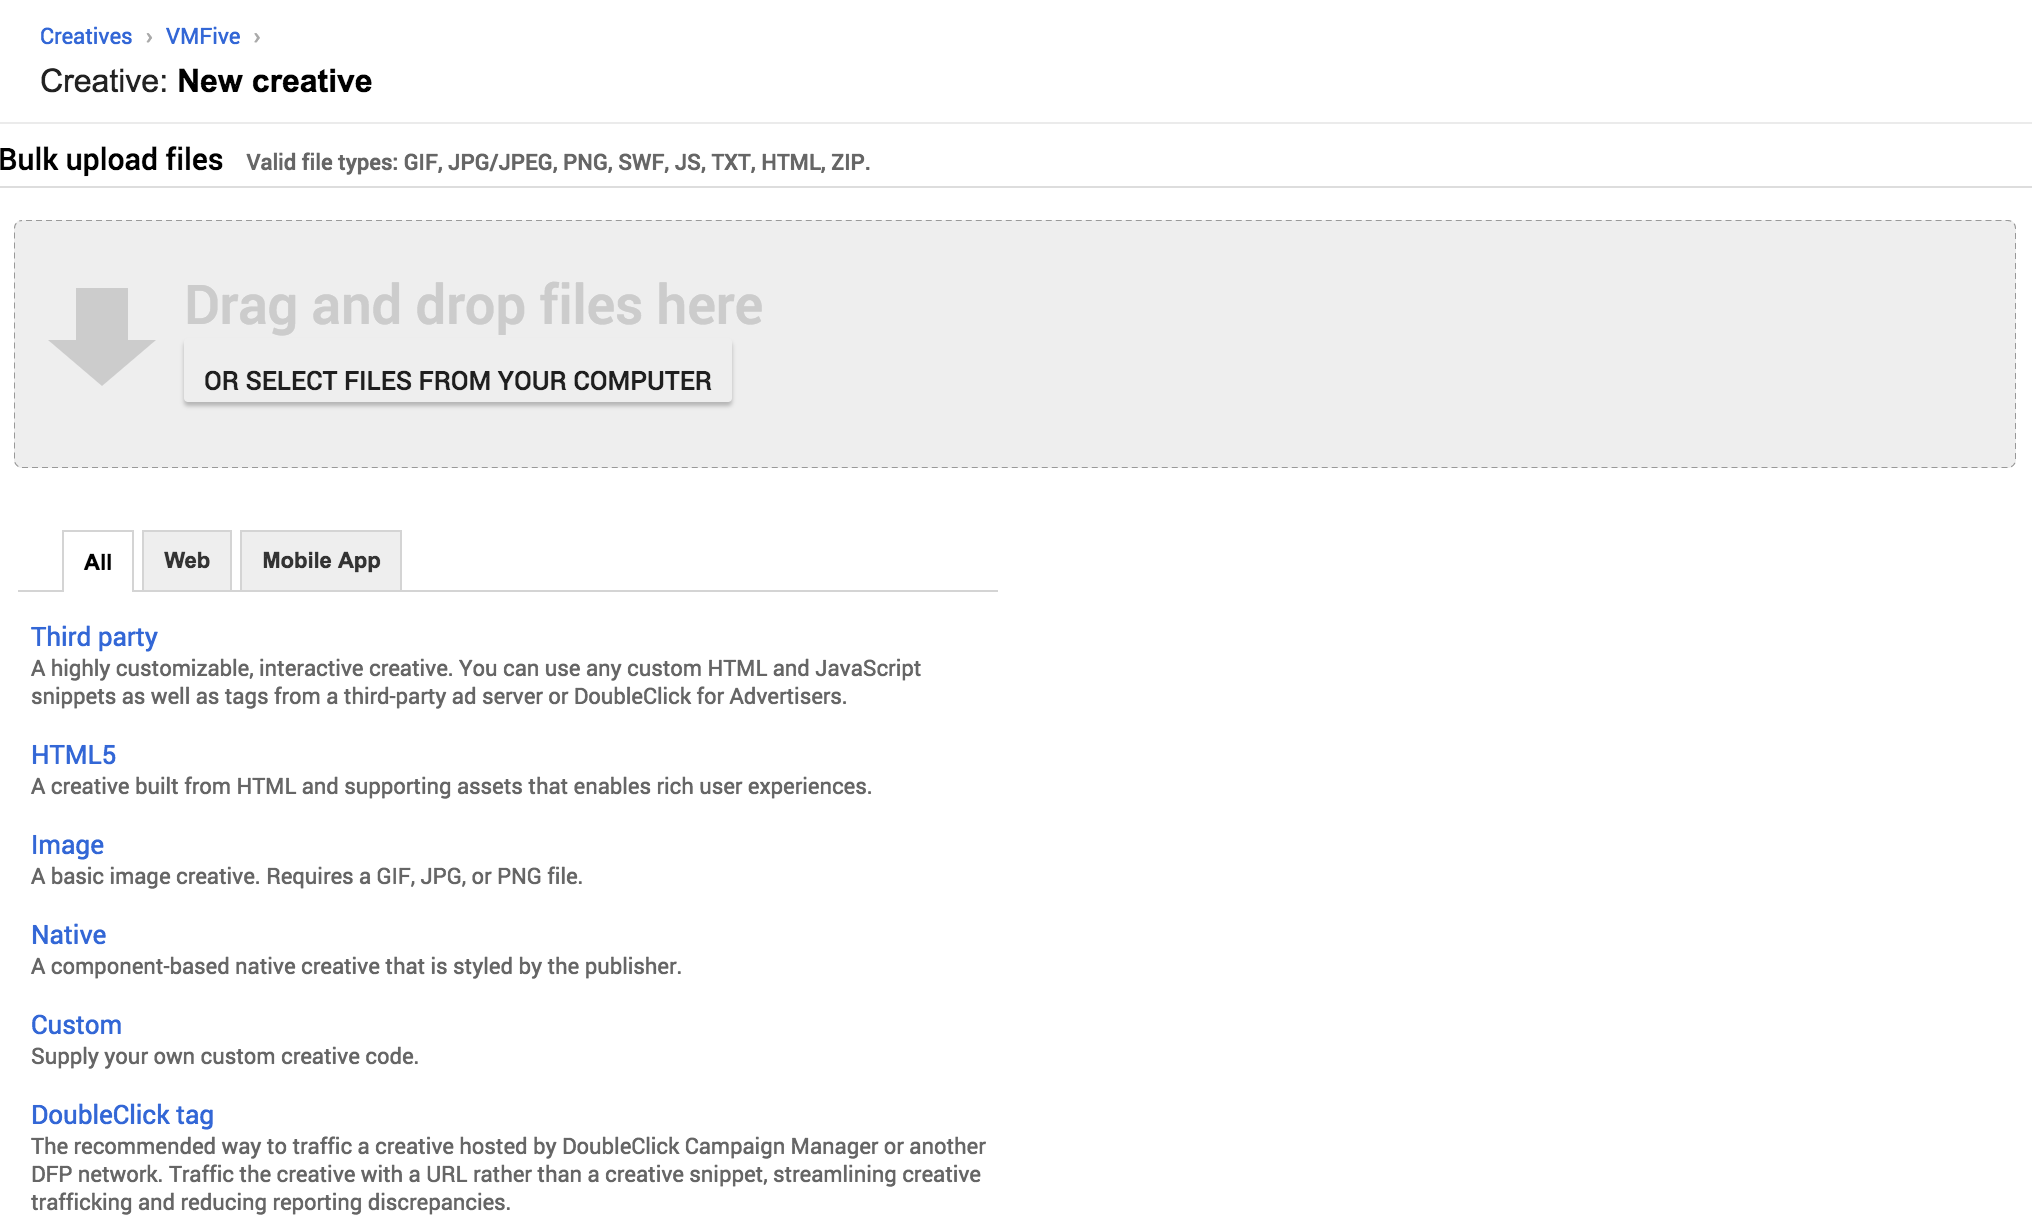 Creatives › VMFive ›
Creative: New creative
Bulk upload files Valid file types: GIF, JPG/JPEG, PNG, SWF, JS, TXT, HTML, ZIP.
Drag and drop files here
OR SELECT FILES FROM YOUR COMPUTER
All Web Mobile App
Third party
A highly customizable, interactive creative. You can use any custom HTML and JavaScript
snippets as well as tags from a third-party ad server or DoubleClick for Advertisers.
HTML5
A creative built from HTML and supporting assets that enables rich user experiences.
Image
A basic image creative. Requires a GIF, JPG, or PNG file.
Native
A component-based native creative that is styled by the publisher.
Custom
Supply your own custom creative code.
DoubleClick tag
The recommended way to traffic a creative hosted by DoubleClick Campaign Manager or another
DFP network. Traffic the creative with a URL rather than a creative snippet, streamlining creative
trafficking and reducing reporting discrepancies.